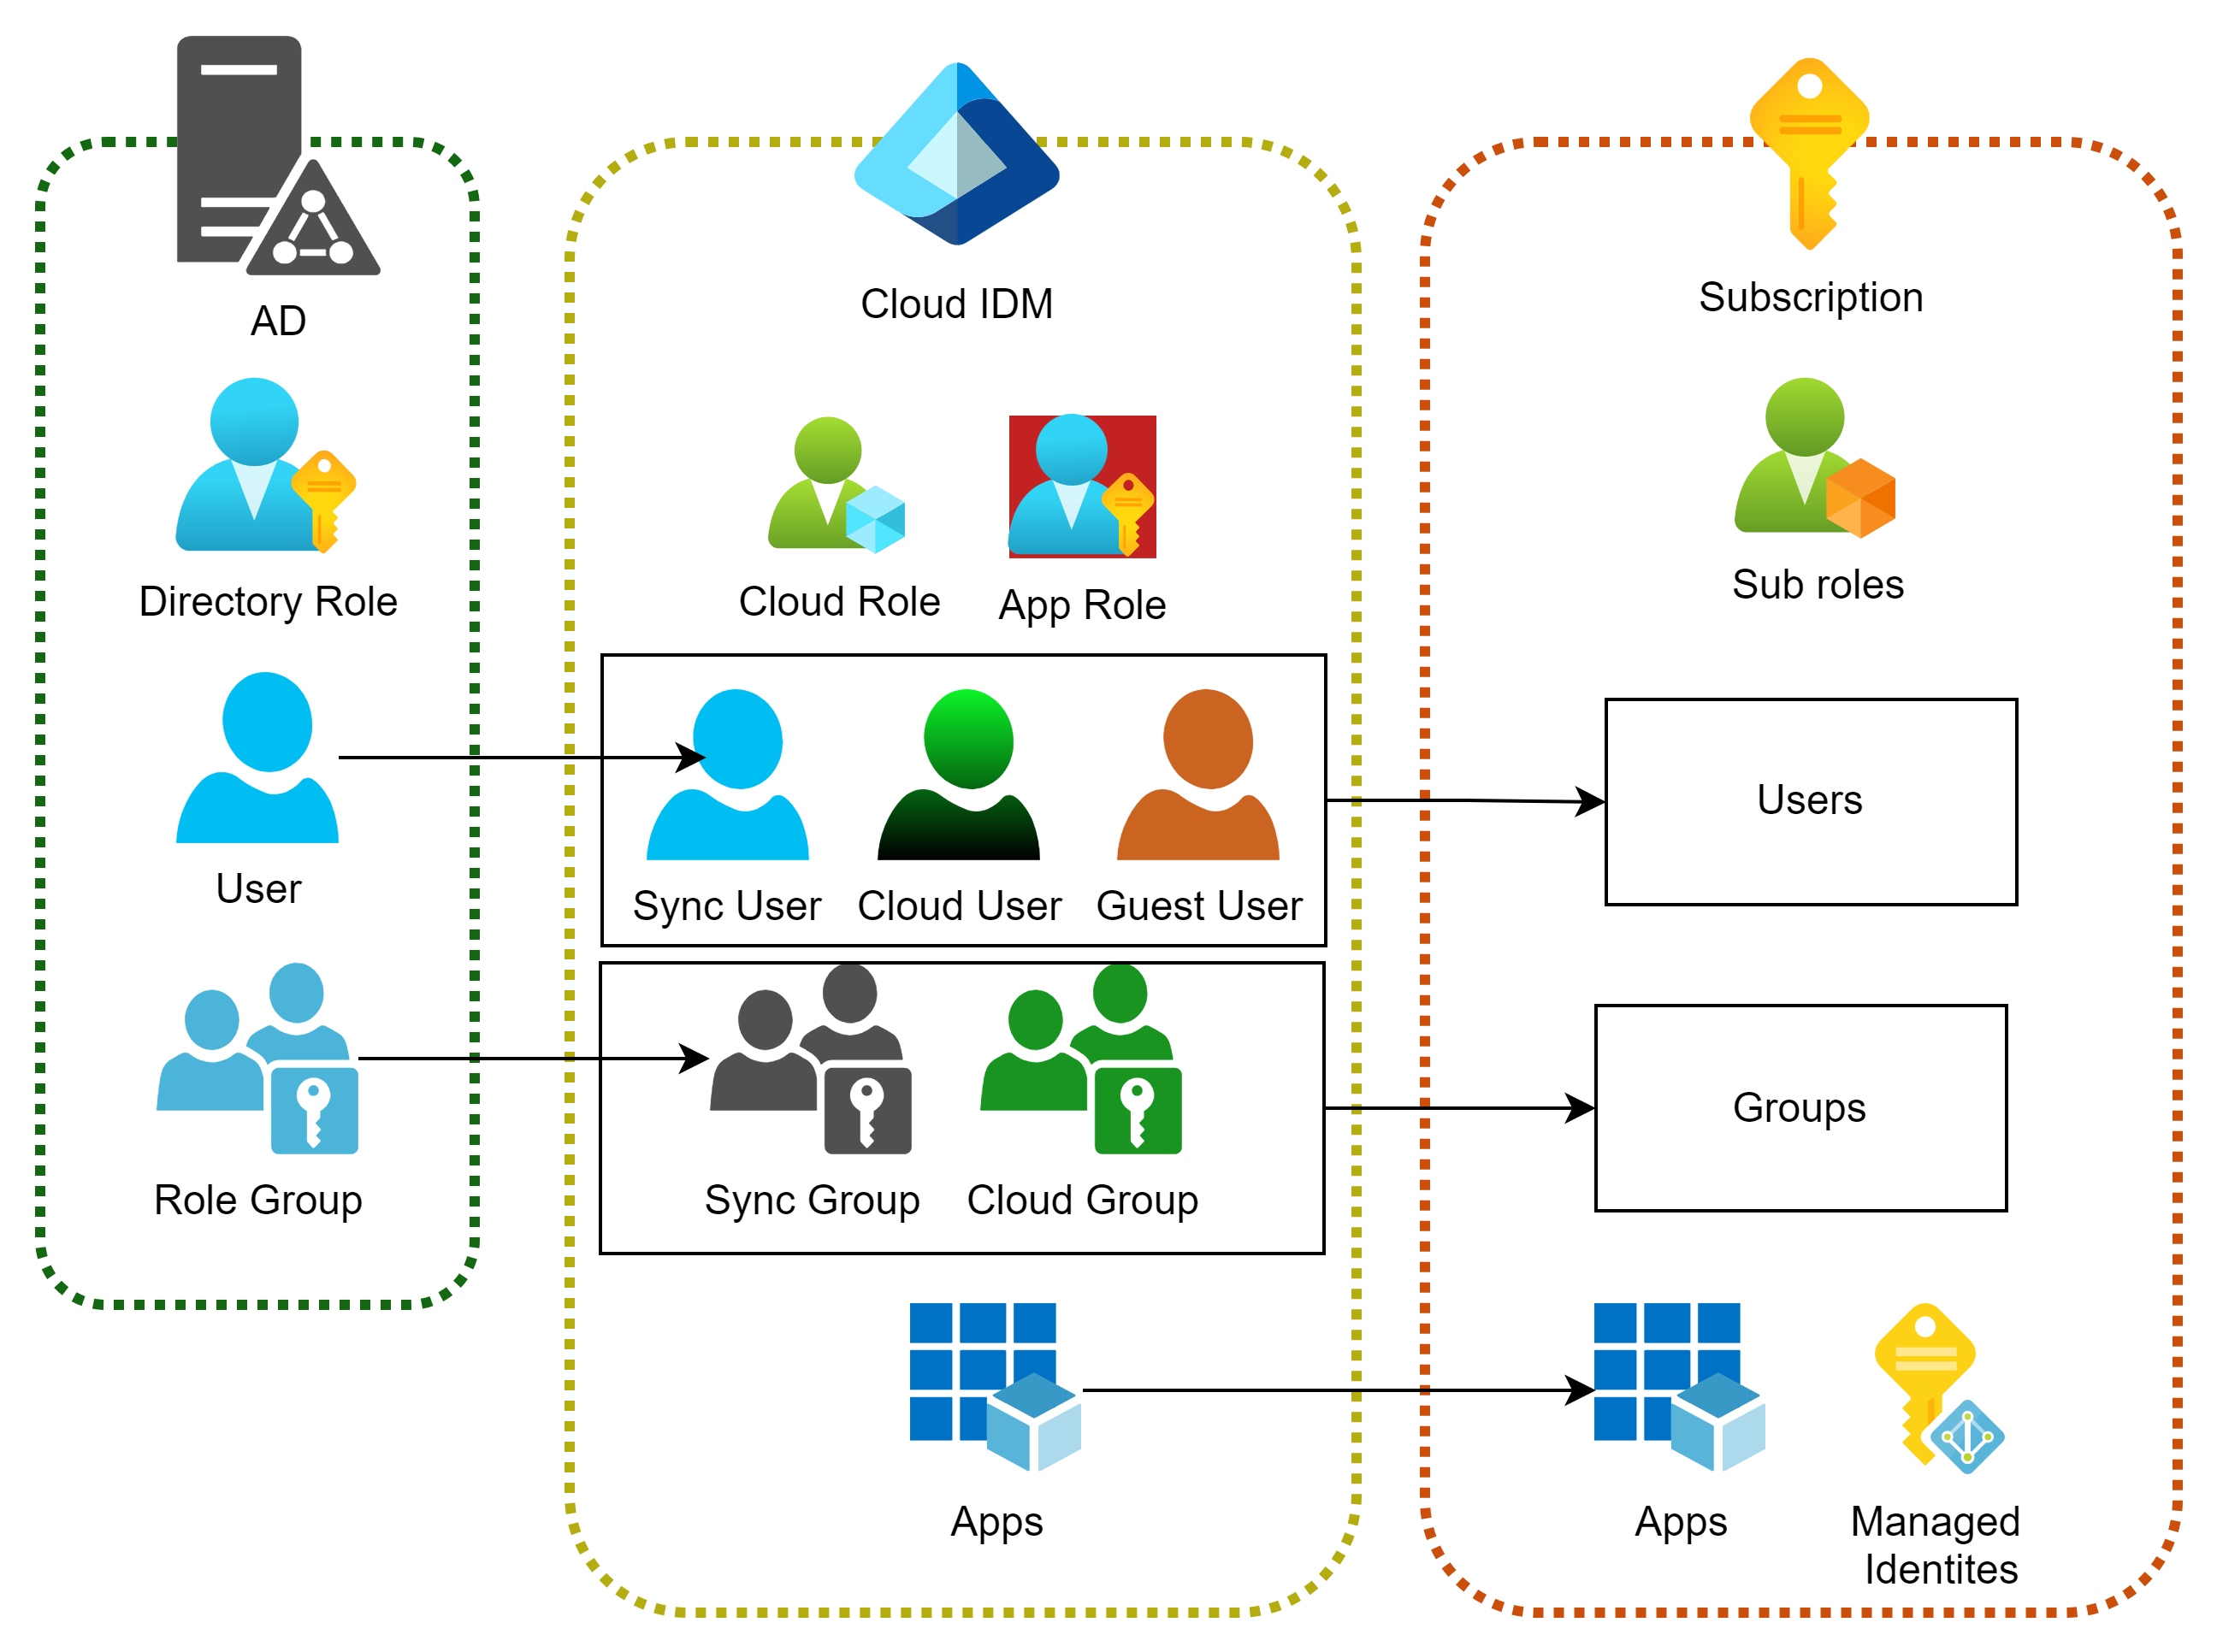 AD
Directory Role
User
Role Group
Cloud IDM
Cloud Role
App Role
Sync User
Cloud User
Guest User
Sync Group
Cloud Group
Apps
Subscription
Sub roles
Users
Groups
Apps
Managed
Identites